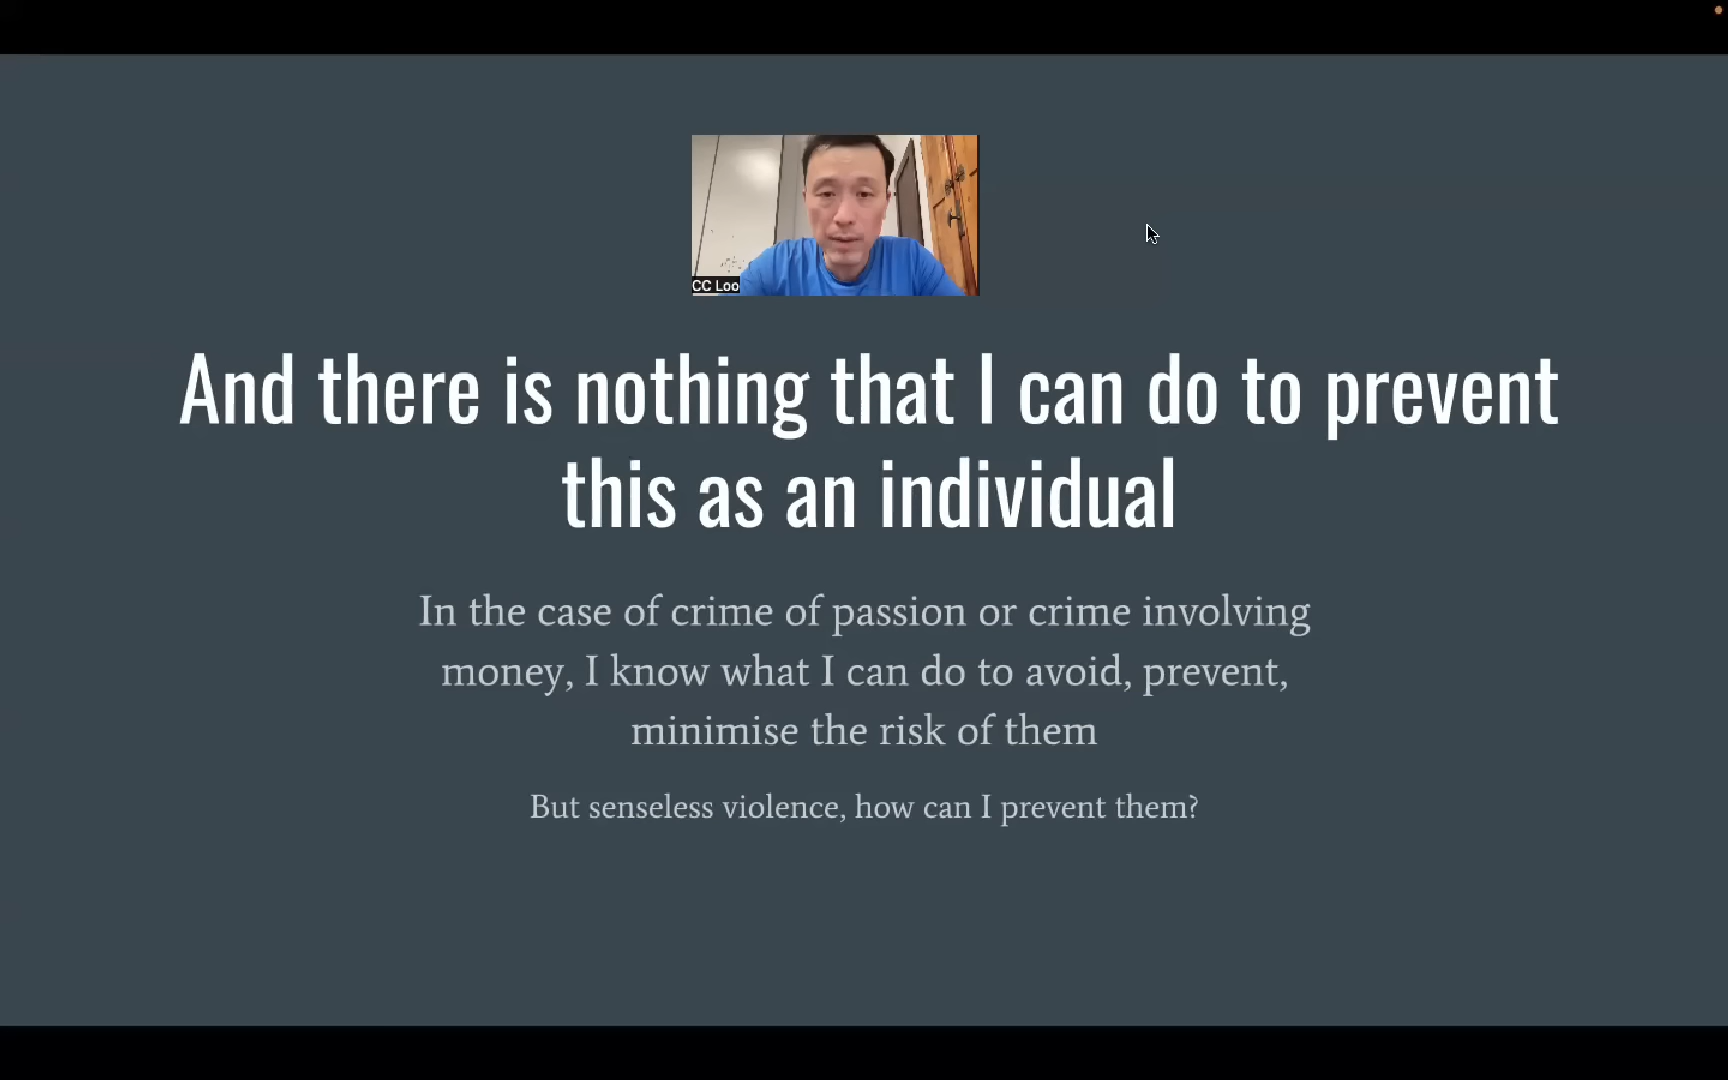 CC Loo
And there is nothing that I can do to prevent
this as an individual
In the case of crime of passion or crime involving
money, I know what I can do to avoid, prevent,
minimise the risk of them
But senseless violence, how can I prevent them?